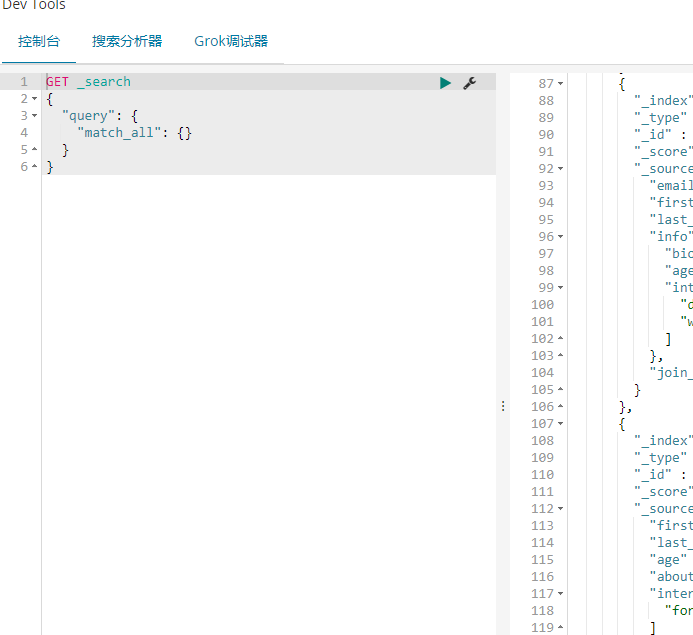 Dev Tools
控制台 搜索分析器 Grok调试器
1 GET _search
2 {
3 "query": {
4 "match_all": {}
5 }
6 }
87 {
88 "_index"
89 "_type"
90 "_id" :
91 "_score"
92 "_source
93 "email
94 "first
95 "last_
96 "info"
97 "bio
98 "age
99 "int
100 "d
101 "w
102 ]
103 },
104 "join_
105 }
106 },
107 {
108 "_index"
109 "_type"
110 "_id" :
111 "_score"
112 "_source
113 "first
114 "last_
115 "age"
116 "about
117 "inter
118 "for
119 ]